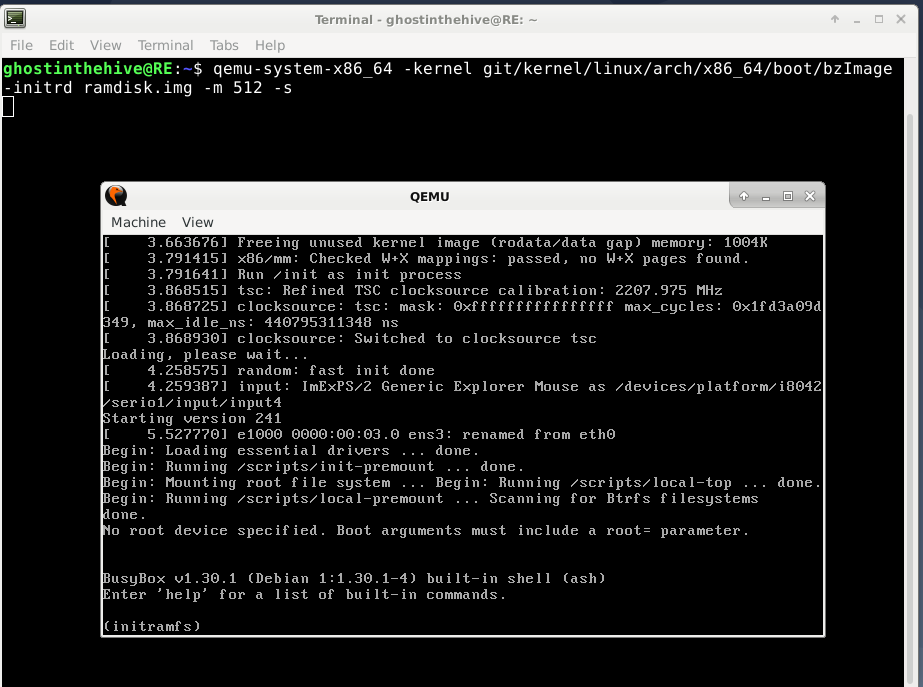 Terminal - ghostinthehive@RE: ~
File Edit View Terminal Tabs Help
ghostinthehive@RE:~$ qemu-system-x86_64 -kernel git/kernel/linux/arch/x86_64/boot/bzImage
-initrd ramdisk.img -m 512 -s
QEMU
Machine View
[    3.663676] Freeing unused kernel image (rodata/data gap) memory: 1004K
[    3.791415] x86/mm: Checked W+X mappings: passed, no W+X pages found.
[    3.791641] Run /init as init process
[    3.868515] tsc: Refined TSC clocksource calibration: 2207.975 MHz
[    3.868725] clocksource: tsc: mask: 0xffffffffffffffff max_cycles: 0x1fd3a09d
349, max_idle_ns: 440795311348 ns
[    3.868930] clocksource: Switched to clocksource tsc
Loading, please wait...
[    4.258575] random: fast init done
[    4.259387] input: ImExPS/2 Generic Explorer Mouse as /devices/platform/i8042
/serio1/input/input4
Starting version 241
[    5.527770] e1000 0000:00:03.0 ens3: renamed from eth0
Begin: Loading essential drivers ... done.
Begin: Running /scripts/init-premount ... done.
Begin: Mounting root file system ... Begin: Running /scripts/local-top ... done.
Begin: Running /scripts/local-premount ... Scanning for Btrfs filesystems
done.
No root device specified. Boot arguments must include a root= parameter.
BusyBox v1.30.1 (Debian 1:1.30.1-4) built-in shell (ash)
Enter 'help' for a list of built-in commands.
(initramfs)